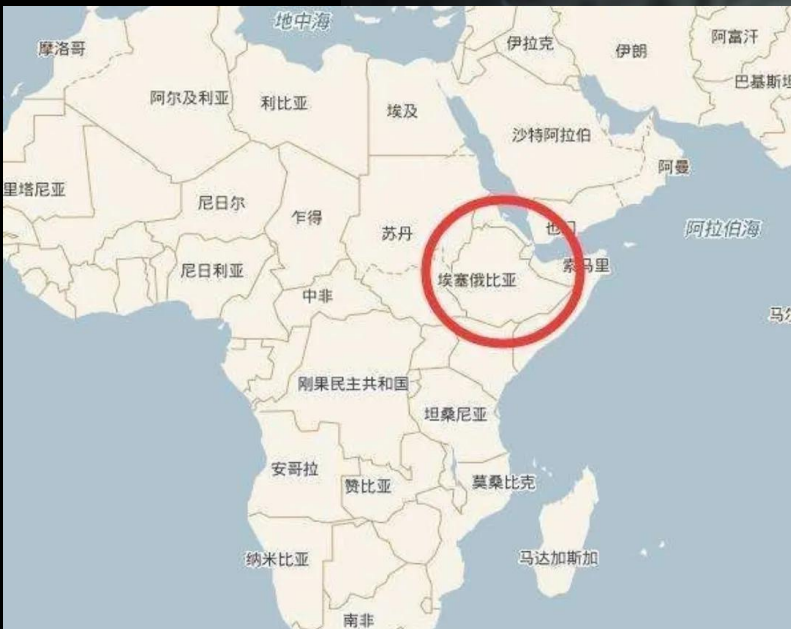 地中海
摩洛哥
伊拉克
伊朗
阿富汗
巴基斯坦
阿尔及利亚
利比亚
埃及
沙特阿拉伯
阿曼
里塔尼亚
尼日尔
乍得
苏丹
也门
阿拉伯海
尼日利亚
中非
埃塞俄比亚
索马里
马尔
刚果民主共和国
坦桑尼亚
安哥拉
赞比亚
莫桑比克
纳米比亚
马达加斯加
南非